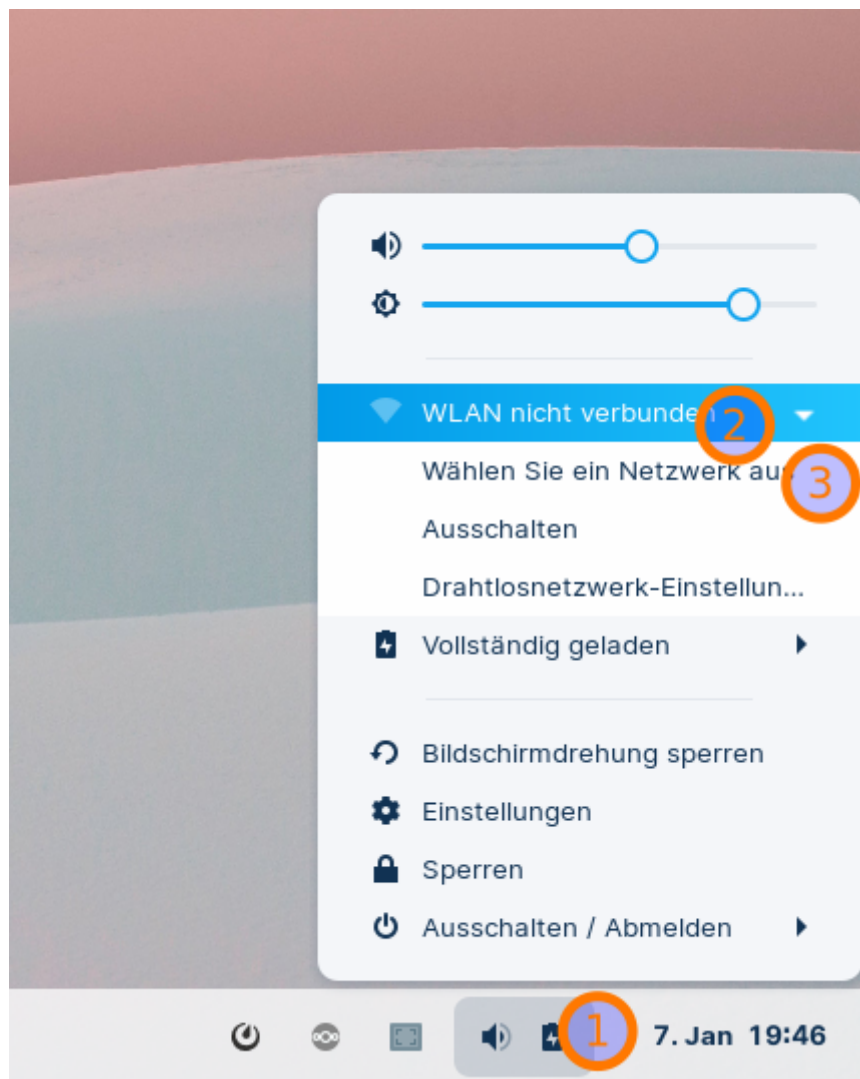 WLAN nicht verbunden 2
Wählen Sie ein Netzwerk aus 3
Ausschalten
Drahtlosnetzwerk-Einstellun...
Vollständig geladen
Bildschirmdrehung sperren
Einstellungen
Sperren
Ausschalten / Abmelden
1 7. Jan 19:46